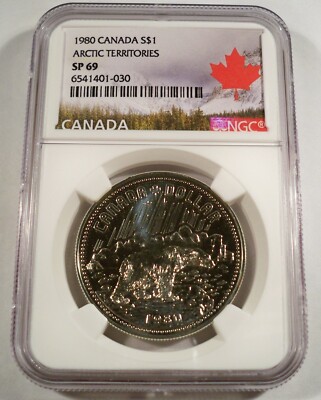 1980 CANADA S$1
ARCTIC TERRITORIES
SP 69
6541401-030
CANADA
NGC®
CANADA DOLLAR
1980